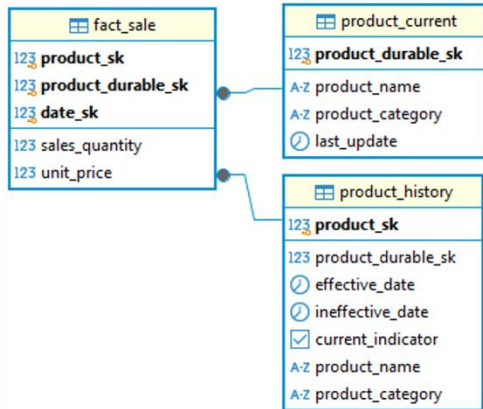 fact_sale
123 product_sk
123 product_durable_sk
123 date_sk
123 sales_quantity
123 unit_price
product_current
123 product_durable_sk
A-Z product_name
A-Z product_category
last_update
product_history
123 product_sk
123 product_durable_sk
effective_date
ineffective_date
current_indicator
A-Z product_name
A-Z product_category